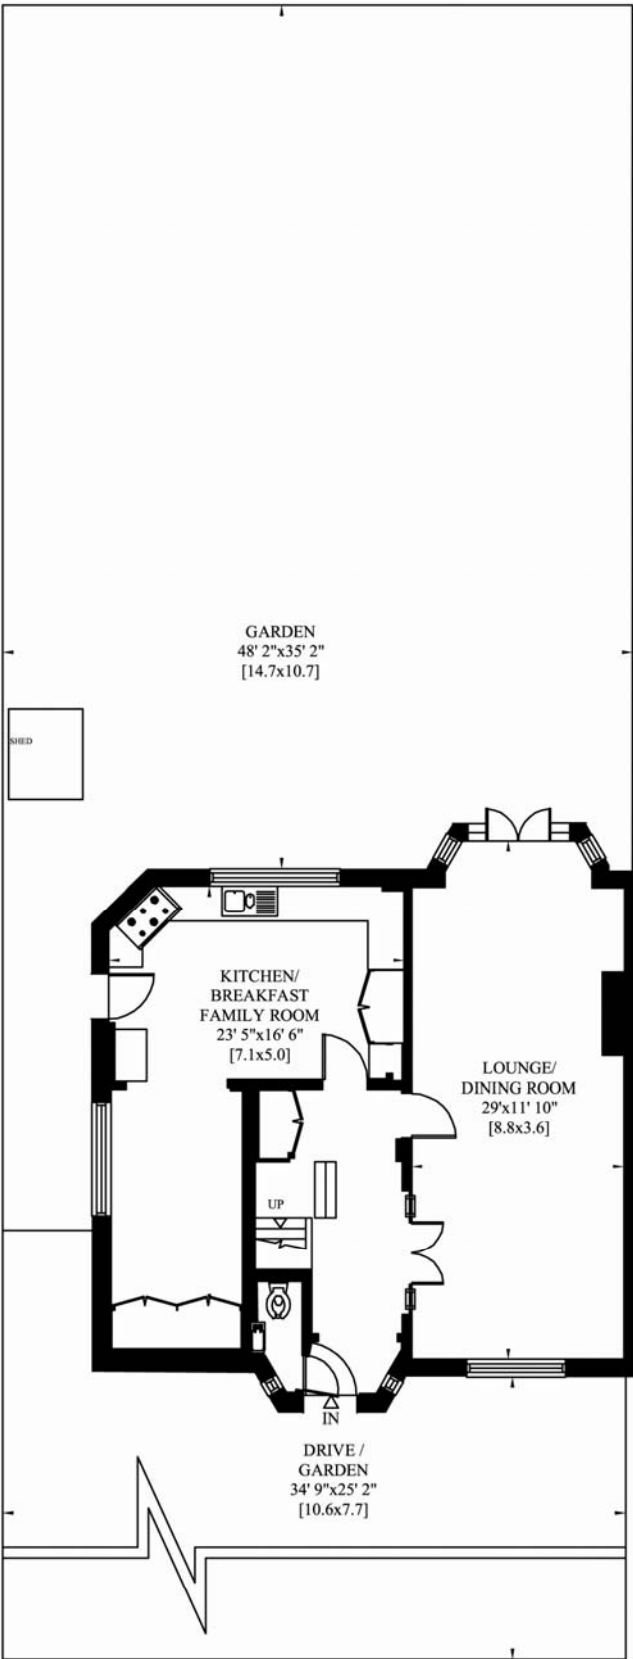 GARDEN
48' 2"x35' 2"
[14.7x10.7]
SHED
KITCHEN/
BREAKFAST
FAMILY ROOM
23' 5"x16' 6"
[7.1x5.0]
LOUNGE/
DINING ROOM
29'x11' 10"
[8.8x3.6]
UP
IN
DRIVE /
GARDEN
34' 9"x25' 2"
[10.6x7.7]